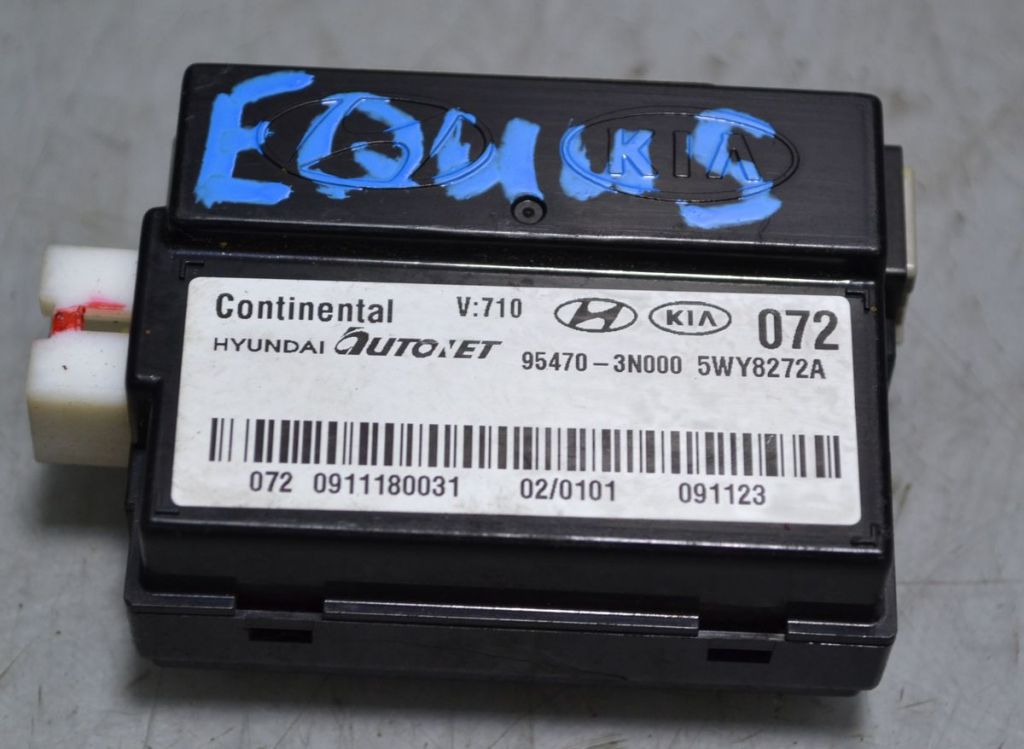 EQUUS
KIA
Continental V:710 KIA 072
HYUNDAI AUTONET 95470-3N000 5WY8272A
072 0911180031 02/0101 091123